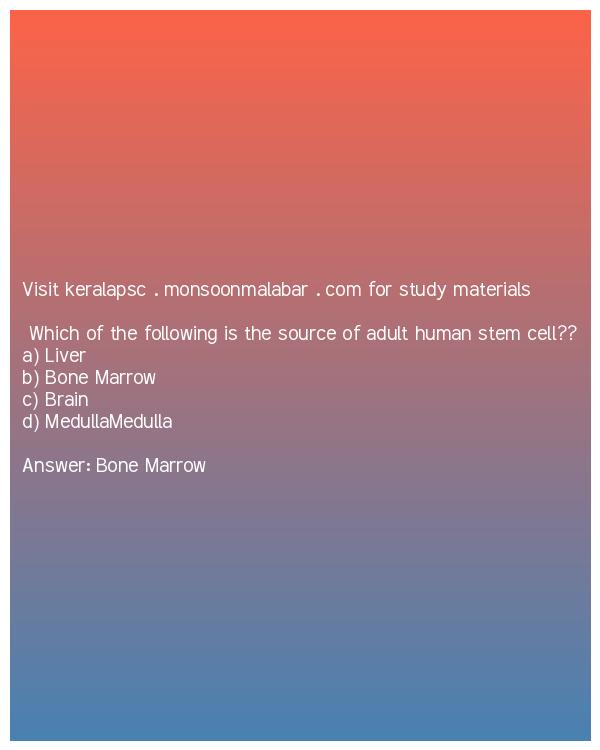 Visit keralapsc . monsoonmalabar . com for study materials
Which of the following is the source of adult human stem cell??
a) Liver
b) Bone Marrow
c) Brain
d) MedullaMedulla
Answer: Bone Marrow